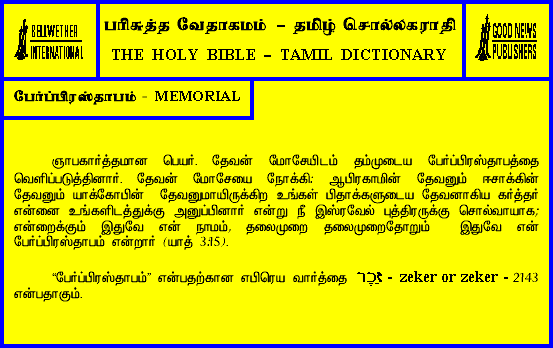 BELLWETHER
INTERNATIONAL
பரிசுத்த வேதாகமம் – தமிழ் சொல்லகராதி
THE HOLY BIBLE – TAMIL DICTIONARY
GOOD NEWS
PUBLISHERS
பேர்ப்பிரஸ்தாபம் - MEMORIAL
ஞாபகார்த்தமான பெயர். தேவன் மோசேயிடம் தம்முடைய பேர்ப்பிரஸ்தாபத்தை
வெளிப்படுத்தினார். தேவன் மோசேயை நோக்கி: ஆபிரகாமின் தேவனும் ஈசாக்கின்
தேவனும் யாக்கோபின் தேவனுமாயிருக்கிற உங்கள் பிதாக்களுடைய தேவனாகிய கர்த்தர்
என்னை உங்களிடத்துக்கு அனுப்பினார் என்று நீ இஸ்ரவேல் புத்திரருக்கு சொல்வாயாக;
என்றைக்கும் இதுவே என் நாமம், தலைமுறை தலைமுறைதோறும் இதுவே என்
பேர்ப்பிரஸ்தாபம் என்றார் (யாத் 3:15).
“பேர்ப்பிரஸ்தாபம்” என்பதற்கான எபிரெய வார்த்தை זֵכֶר - zeker or zeker - 2143
என்பதாகும்.